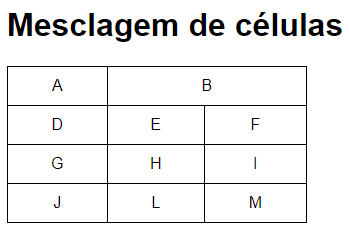 Mesclagem de células
A B
D E F
G H I
J L M